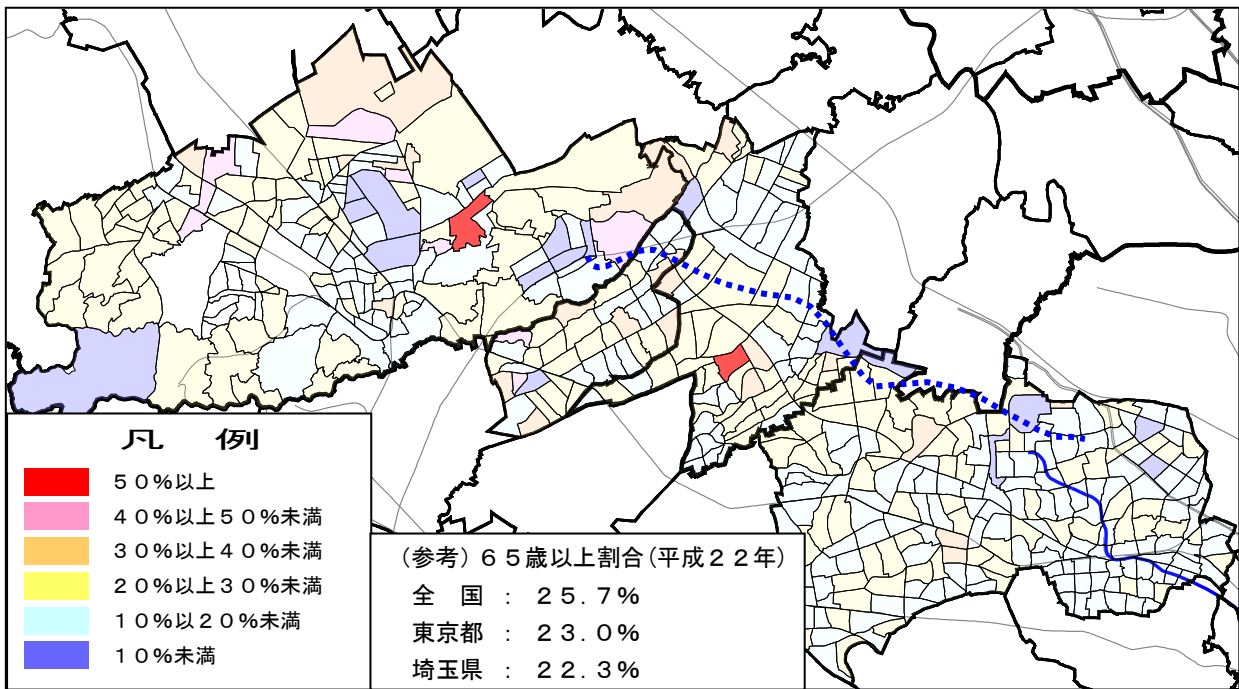 凡　例
５０％以上
４０％以上５０％未満
３０％以上４０％未満
２０％以上３０％未満
１０％以２０％未満
１０％未満
（参考）６５歳以上割合（平成２２年）
全　国　：　２５．７％
東京都　：　２３．０％
埼玉県　：　２２．３％